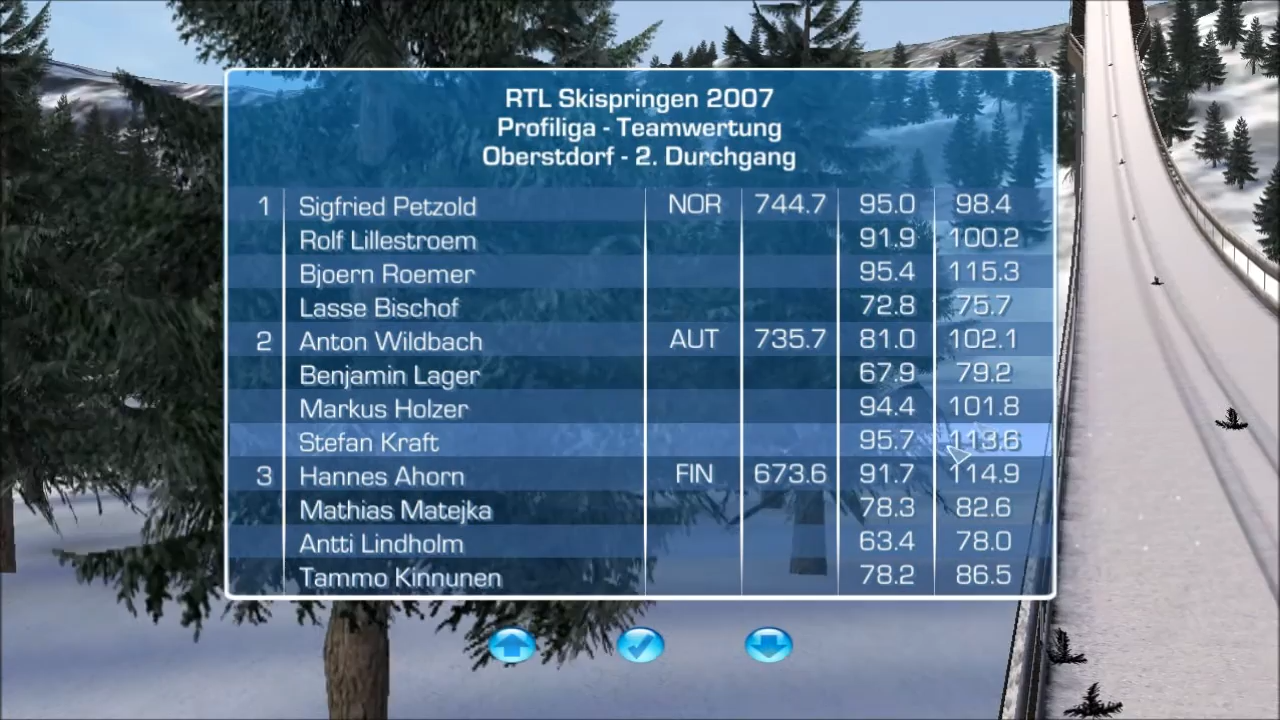 RTL Skispringen 2007
Profiliga - Teamwertung
Oberstdorf - 2. Durchgang
1 Sigfried Petzold NOR 744.7 95.0 98.4
Rolf Lillestroem 91.9 100.2
Bjoern Roemer 95.4 115.3
Lasse Bischof 72.8 75.7
2 Anton Wildbach AUT 735.7 81.0 102.1
Benjamin Lager 67.9 79.2
Markus Holzer 94.4 101.8
Stefan Kraft 95.7 113.6
3 Hannes Ahorn FIN 673.6 91.7 114.9
Mathias Matejka 78.3 82.6
Antti Lindholm 63.4 78.0
Tammo Kinnunen 78.2 86.5